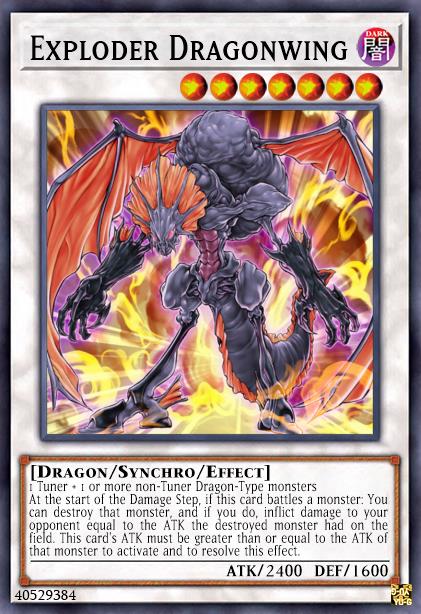 EXPLODER DRAGONWING
DARK
闇
[DRAGON/SYNCHRO/EFFECT]
1 Tuner + 1 or more non-Tuner Dragon-Type monsters
At the start of the Damage Step, if this card battles a monster: You
can destroy that monster, and if you do, inflict damage to your
opponent equal to the ATK the destroyed monster had on the
field. This card's ATK must be greater than or equal to the ATK of
that monster to activate and to resolve this effect.
ATK/2400 DEF/1600
40529384